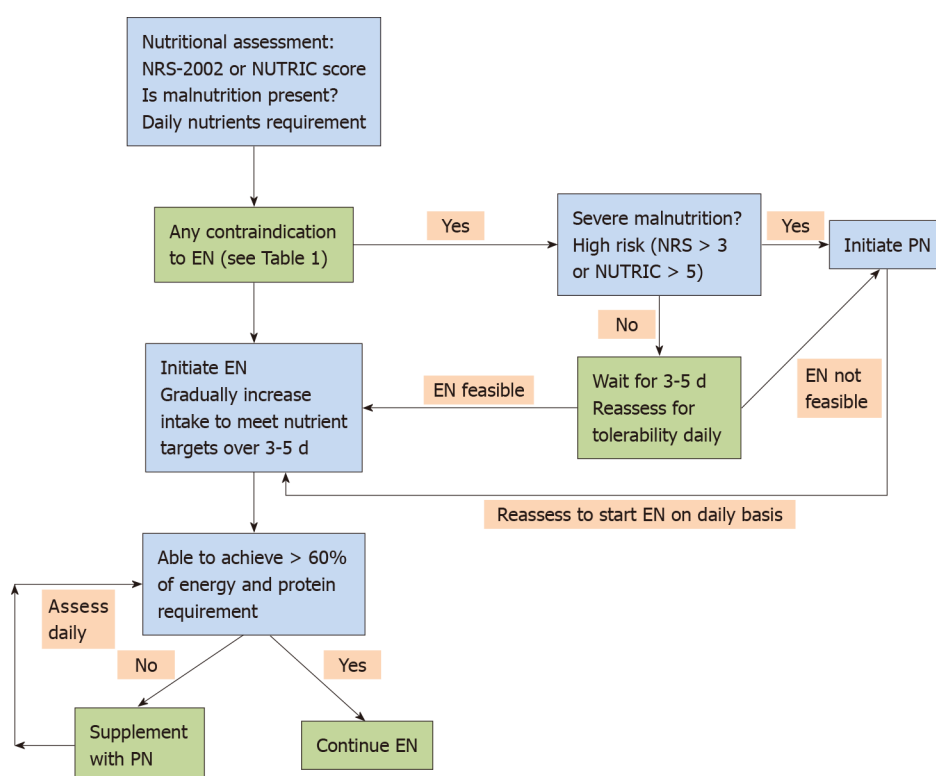 Nutritional assessment:
NRS-2002 or NUTRIC score
Is malnutrition present?
Daily nutrients requirement
Any contraindication
to EN (see Table 1)
Yes
Severe malnutrition?
High risk (NRS > 3
or NUTRIC > 5)
Yes
Initiate PN
No
Initiate EN
Gradually increase
intake to meet nutrient
targets over 3-5 d
EN feasible
Wait for 3-5 d
Reassess for
tolerability daily
EN not
feasible
Reassess to start EN on daily basis
Able to achieve > 60%
of energy and protein
requirement
Assess
daily
No
Yes
Supplement
with PN
Continue EN